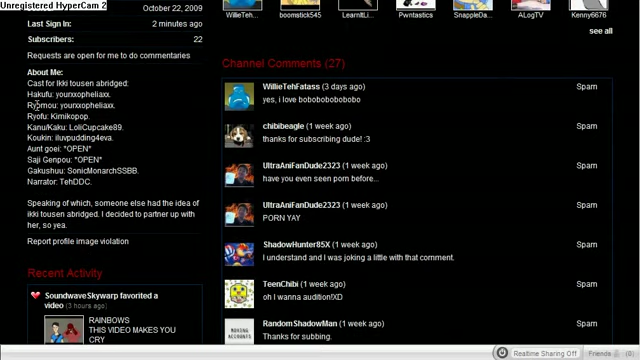 Unregistered HyperCam 2
October 22, 2009
Last Sign In: 2 minutes ago
Subscribers: 22
Requests are open for me to do commentaries
About Me:
Cast for Ikki tousen abridged:
Hakufu: yourxxopheliaxx.
Ryomou: yourxxopheliaxx.
Ryofu: Kimikopop.
Kanu/Kaku: LoliCupcake89.
Koukin: iluvpudding4eva.
Aunt goei: *OPEN*
Saji Genpou: *OPEN*
Gakushuu: SonicMonarchSSBB.
Narrator: TehDDC.
Speaking of which, someone else had the idea of
ikki tousen abridged. I decided to partner up with
her, so yea.
Report profile image violation
Recent Activity
SoundwaveSkywarp favorited a
video (3 hours ago)
RAINBOWS
THIS VIDEO MAKES YOU
CRY
WillieTeh...
boomstick545
LearnItL...
Pwntastics
SnappleDa...
ALogTV
Kenny6676
see all
Channel Comments (27)
WillieTehFatass (3 days ago) Spam
yes, i love bobobobobobobo
chibibeagle (1 week ago) Spam
thanks for subscribing dude! :3
UltraAniFanDude2323 (1 week ago) Spam
have you even seen porn before...
UltraAniFanDude2323 (1 week ago) Spam
PORN YAY
ShadowHunter85X (1 week ago) Spam
I understand and I was joking a little with that comment.
TeenChibi (1 week ago) Spam
oh I wanna audition!XD
MOVING
ACCOUNTS
RandomShadowMan (1 week ago) Spam
Thanks for subbing.
Realtime Sharing Off
Friends (0)